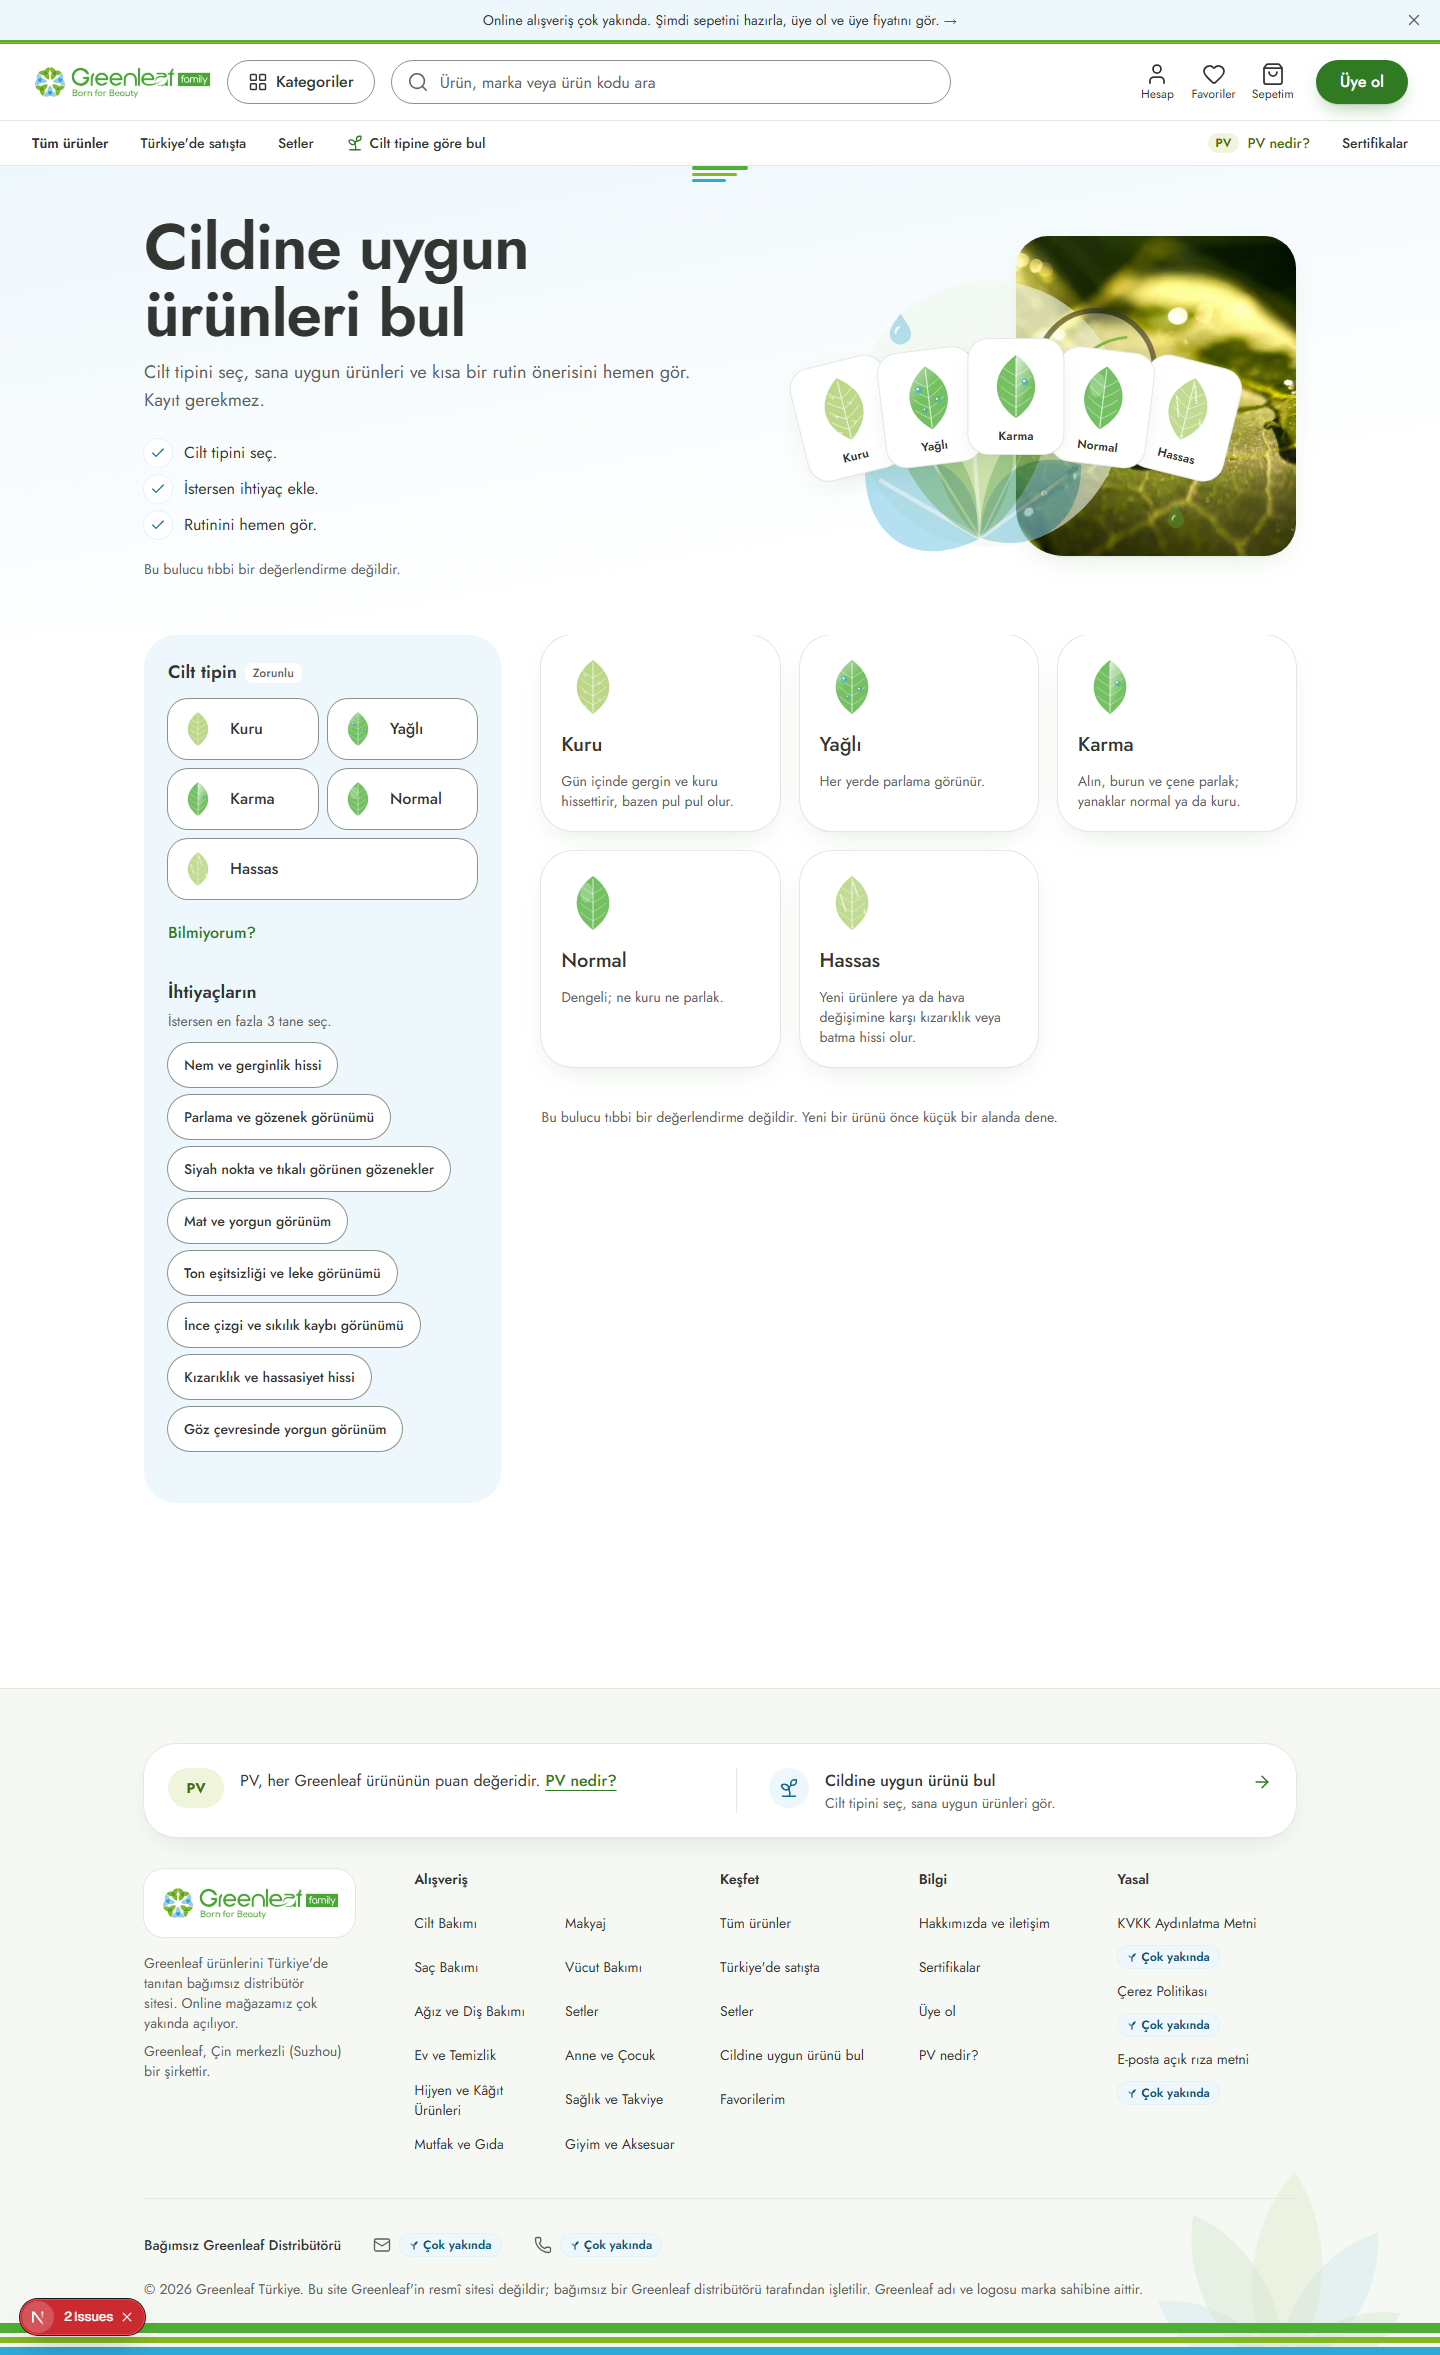 Online alışveriş çok yakında. Şimdi sepetini hazırla, üye ol ve üye fiyatını gör. →
Greenleaf family
Born for Beauty
Kategoriler
Ürün, marka veya ürün kodu ara
Hesap
Favoriler
Sepetim
Üye ol
Tüm ürünler
Türkiye'de satışta
Setler
Cilt tipine göre bul
PV
PV nedir?
Sertifikalar
Cildine uygun
ürünleri bul
Cilt tipini seç, sana uygun ürünleri ve kısa bir rutin önerisini hemen gör.
Kayıt gerekmez.
Cilt tipini seç.
İstersen ihtiyaç ekle.
Rutinini hemen gör.
Bu bulucu tıbbi bir değerlendirme değildir.
Kuru
Yağlı
Karma
Normal
Hassas
Cilt tipin
Zorunlu
Kuru
Yağlı
Karma
Normal
Hassas
Bilmiyorum?
İhtiyaçların
İstersen en fazla 3 tane seç.
Nem ve gerginlik hissi
Parlama ve gözenek görünümü
Siyah nokta ve tıkalı görünen gözenekler
Mat ve yorgun görünüm
Ton eşitsizliği ve leke görünümü
İnce çizgi ve sıkılık kaybı görünümü
Kızarıklık ve hassasiyet hissi
Göz çevresinde yorgun görünüm
Kuru
Gün içinde gergin ve kuru
hissettirir, bazen pul pul olur.
Yağlı
Her yerde parlama görünür.
Karma
Alın, burun ve çene parlak;
yanaklar normal ya da kuru.
Normal
Dengeli; ne kuru ne parlak.
Hassas
Yeni ürünlere ya da hava
değişimine karşı kızarıklık veya
batma hissi olur.
Bu bulucu tıbbi bir değerlendirme değildir. Yeni bir ürünü önce küçük bir alanda dene.
PV
PV, her Greenleaf ürününün puan değeridir. PV nedir?
Cildine uygun ürünü bul
Cilt tipini seç, sana uygun ürünleri gör.
Greenleaf family
Born for Beauty
Greenleaf ürünlerini Türkiye'de
tanıtan bağımsız distribütör
sitesi. Online mağazamız çok
yakında açılıyor.
Greenleaf, Çin merkezli (Suzhou)
bir şirkettir.
Alışveriş
Cilt Bakımı
Makyaj
Saç Bakımı
Vücut Bakımı
Ağız ve Diş Bakımı
Setler
Ev ve Temizlik
Anne ve Çocuk
Hijyen ve Kâğıt
Ürünleri
Sağlık ve Takviye
Mutfak ve Gıda
Giyim ve Aksesuar
Keşfet
Tüm ürünler
Türkiye'de satışta
Setler
Cildine uygun ürünü bul
Favorilerim
Bilgi
Hakkımızda ve iletişim
Sertifikalar
Üye ol
PV nedir?
Yasal
KVKK Aydınlatma Metni
Çok yakında
Çerez Politikası
Çok yakında
E-posta açık rıza metni
Çok yakında
Bağımsız Greenleaf Distribütörü
Çok yakında
Çok yakında
© 2026 Greenleaf Türkiye. Bu site Greenleaf'in resmî sitesi değildir; bağımsız bir Greenleaf distribütörü tarafından işletilir. Greenleaf adı ve logosu marka sahibine aittir.
N
2 Issues